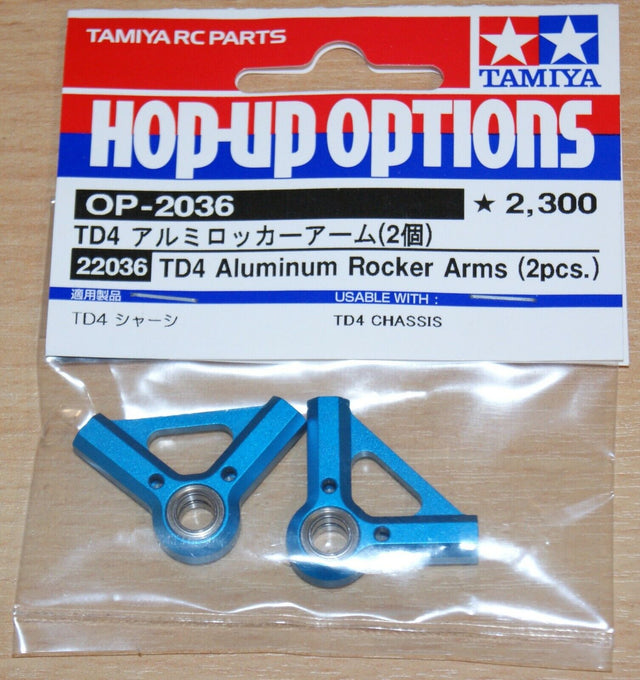 TAMIYA RC PARTS
TAMIYA
HOP-UP OPTIONS
OP-2036 ★ 2,300
TD4 アルミロッカーアーム(2個)
22036 TD4 Aluminum Rocker Arms (2pcs.)
適用製品 USABLE WITH :
TD4 シャーシ TD4 CHASSIS